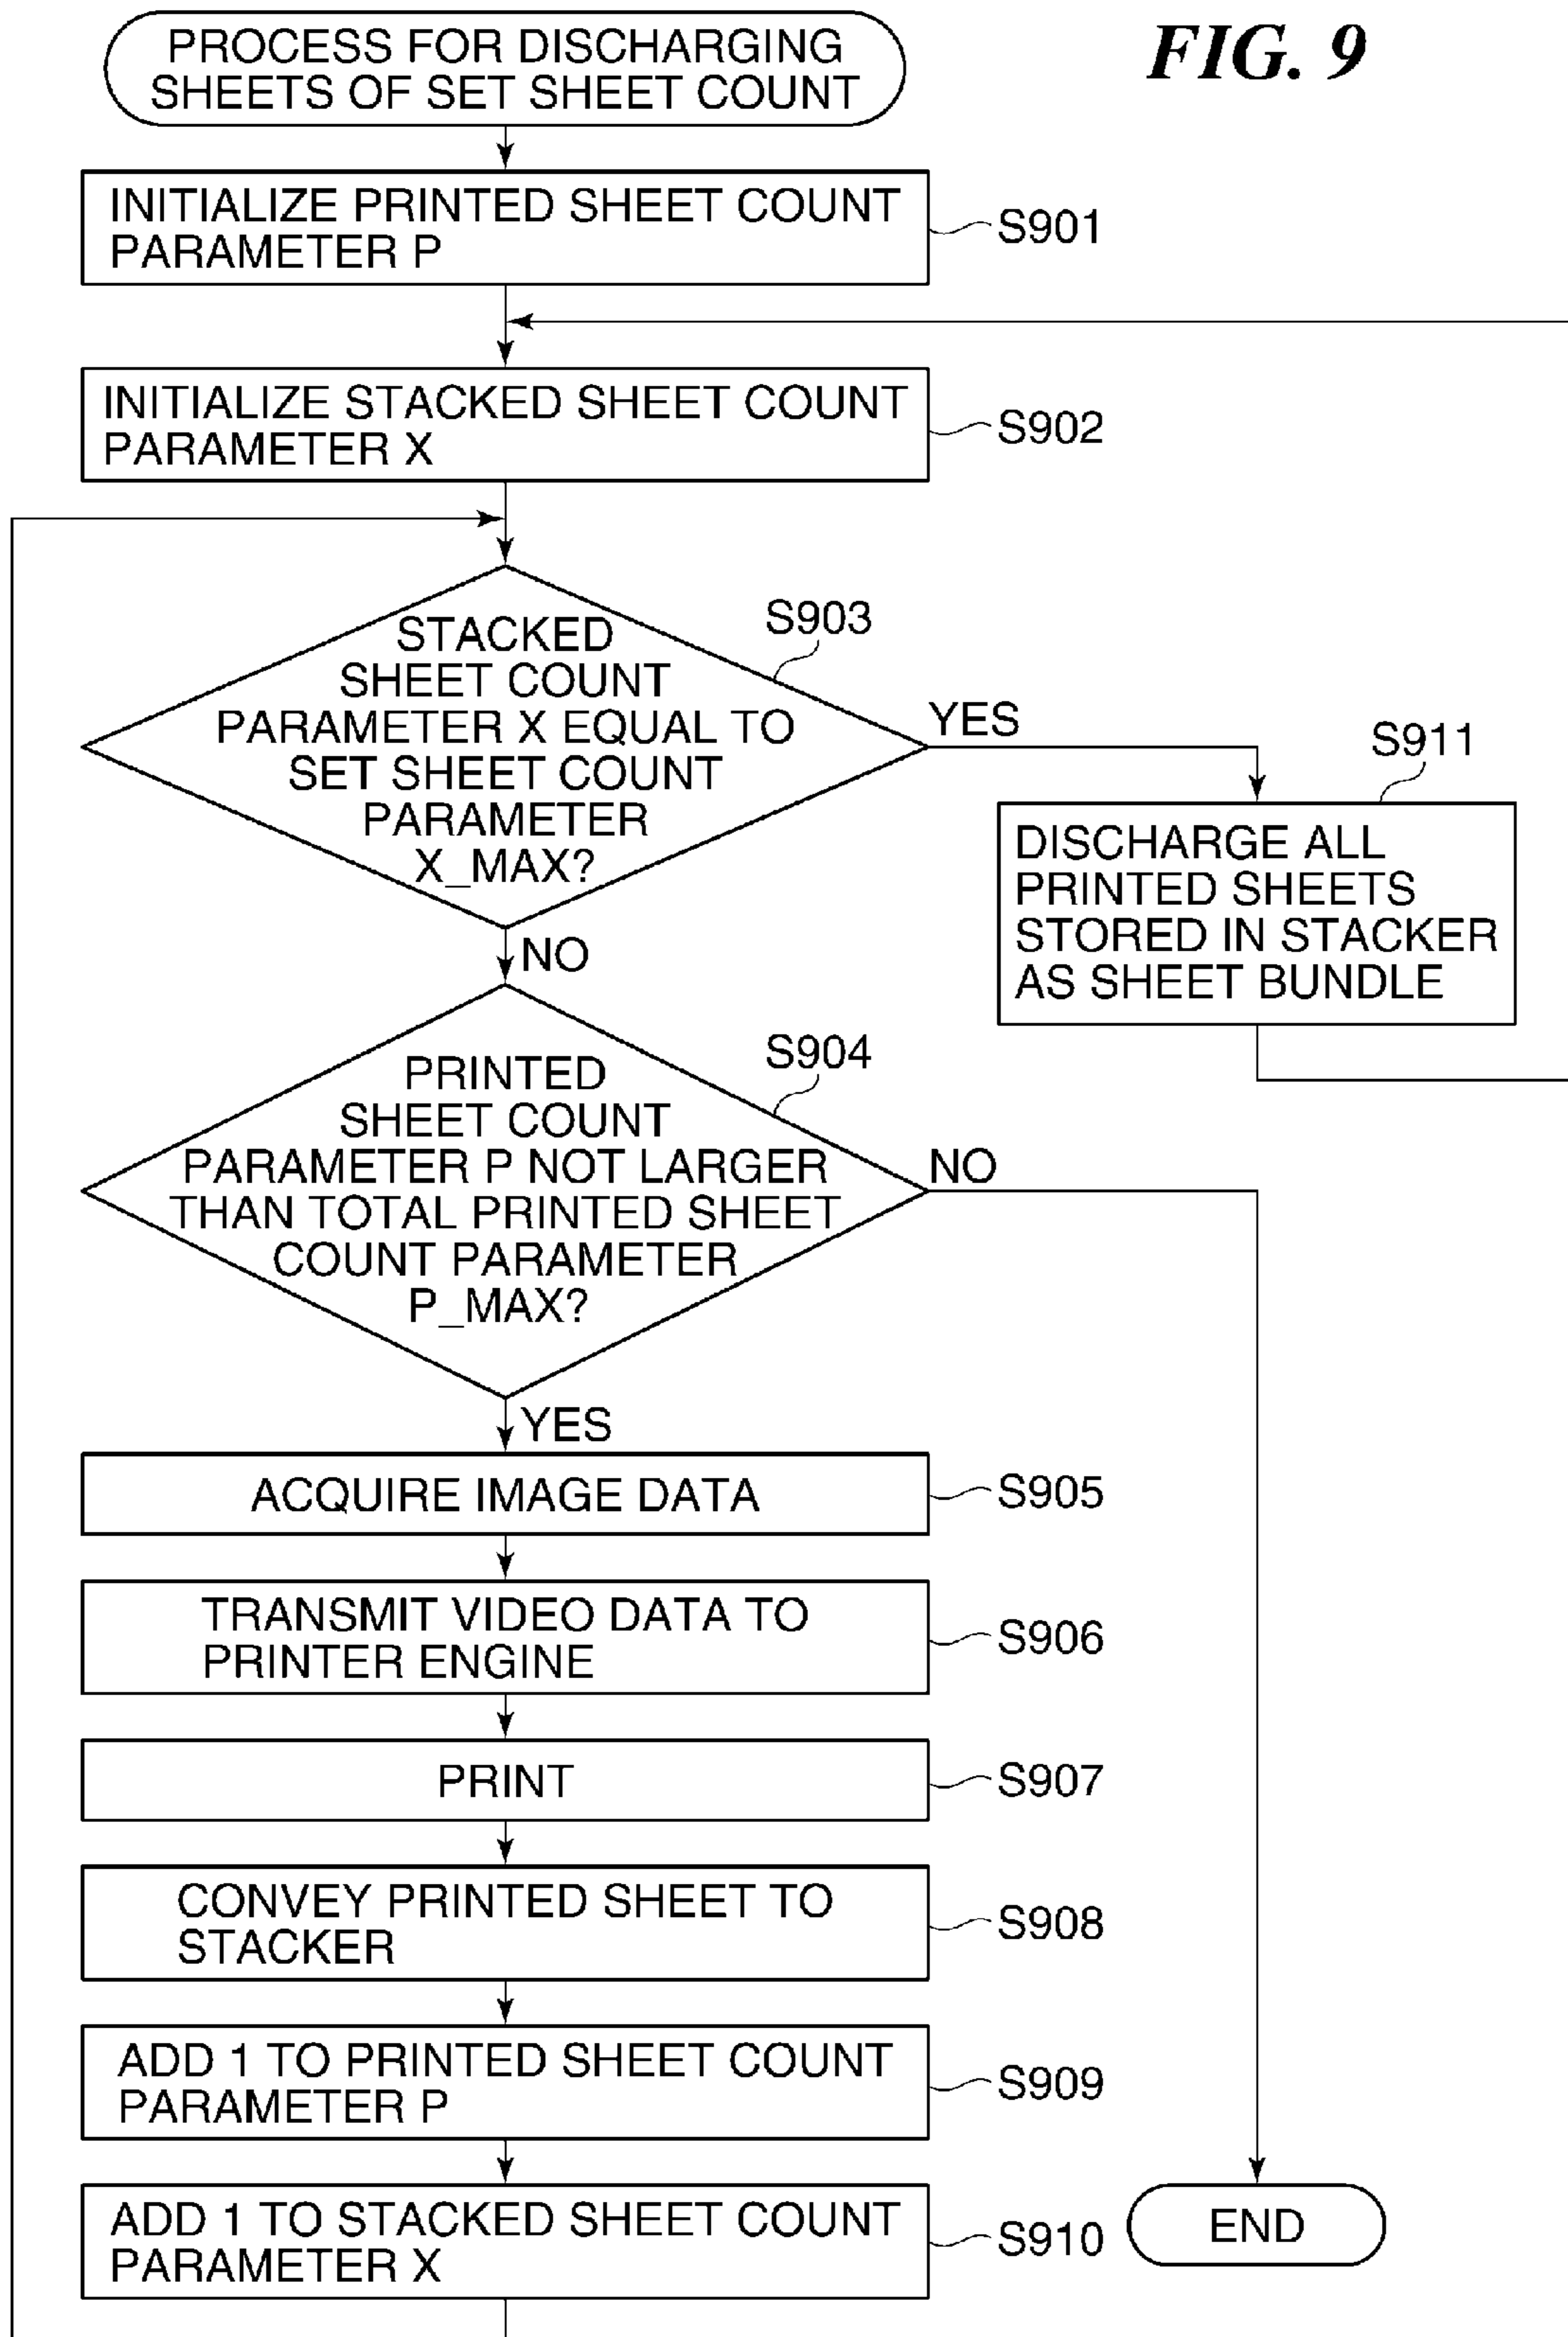 FIG. 9
PROCESS FOR DISCHARGING
SHEETS OF SET SHEET COUNT
INITIALIZE PRINTED SHEET COUNT
PARAMETER P
S901
INITIALIZE STACKED SHEET COUNT
PARAMETER X
S902
STACKED
SHEET COUNT
PARAMETER X EQUAL TO
SET SHEET COUNT
PARAMETER
X_MAX?
S903
YES
NO
S911
DISCHARGE ALL
PRINTED SHEETS
STORED IN STACKER
AS SHEET BUNDLE
PRINTED
SHEET COUNT
PARAMETER P NOT LARGER
THAN TOTAL PRINTED SHEET
COUNT PARAMETER
P_MAX?
S904
NO
YES
ACQUIRE IMAGE DATA
S905
TRANSMIT VIDEO DATA TO
PRINTER ENGINE
S906
PRINT
S907
CONVEY PRINTED SHEET TO
STACKER
S908
ADD 1 TO PRINTED SHEET COUNT
PARAMETER P
S909
ADD 1 TO STACKED SHEET COUNT
PARAMETER X
S910
END